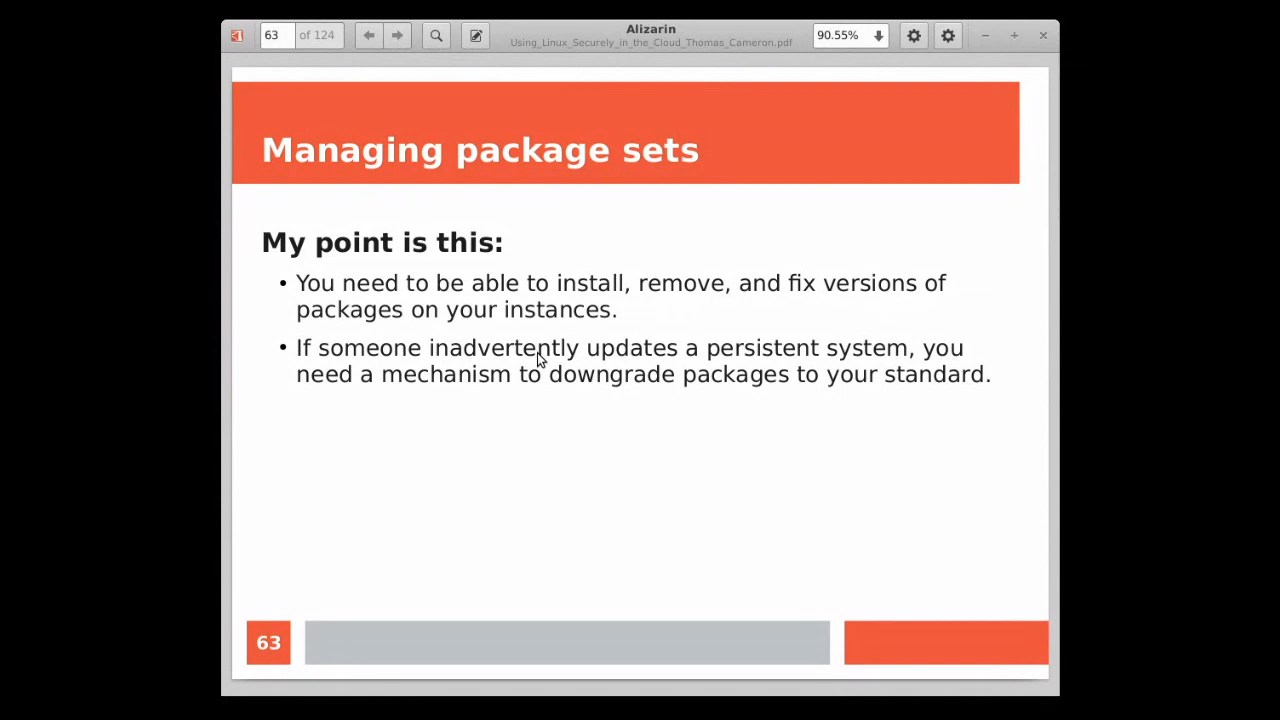 63 of 124
Alizarin
Using_Linux_Securely_in_the_Cloud_Thomas_Cameron.pdf
90.55%
Managing package sets
My point is this:
• You need to be able to install, remove, and fix versions of
packages on your instances.
• If someone inadvertently updates a persistent system, you
need a mechanism to downgrade packages to your standard.
63